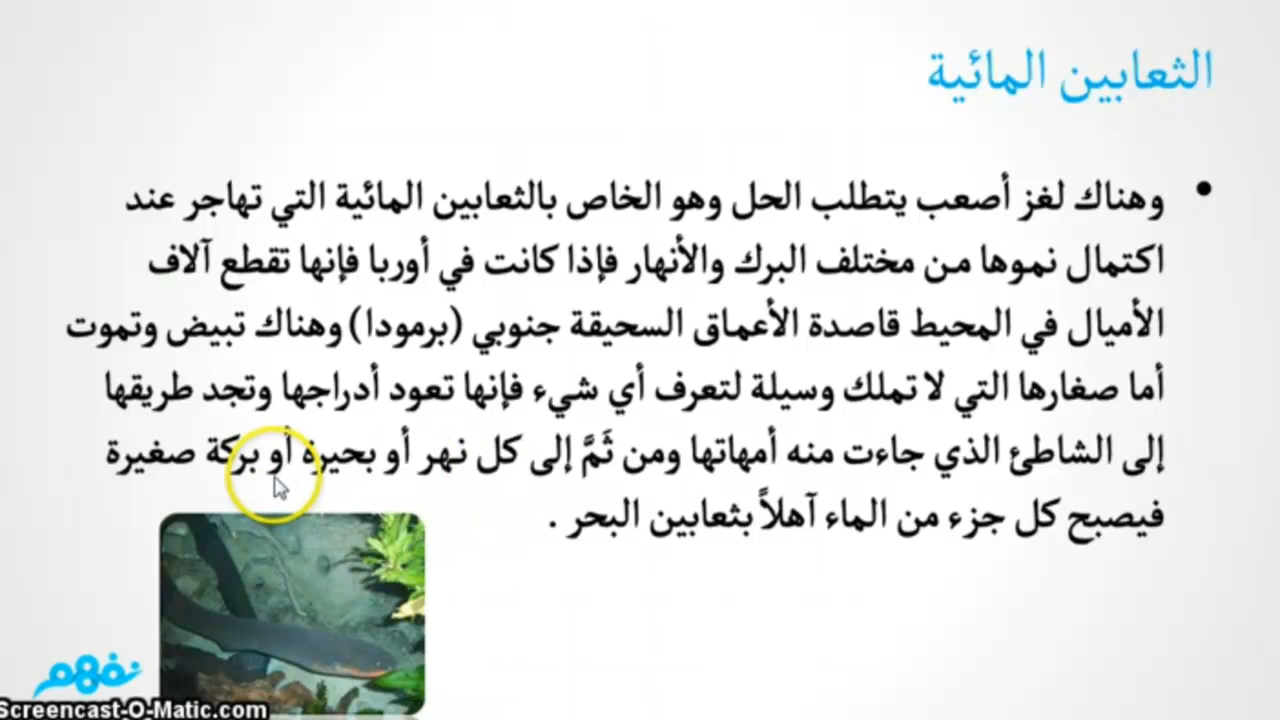 الثعابين المائية
• وهناك لغز أصعب يتطلب الحل وهو الخاص بالثعابين المائية التي تهاجر عند
اكتمال نموها من مختلف البرك والأنهار فإذا كانت في أوربا فإنها تقطع آلاف
الأميال في المحيط قاصدة الأعماق السحيقة جنوبي (برمودا) وهناك تبيض وتموت
أما صغارها التي لا تملك وسيلة لتعرف أي شيء فإنها تعود أدراجها وتجد طريقها
إلى الشاطئ الذي جاءت منه أمهاتها ومن ثَمَّ إلى كل نهر أو بحيرة أو بركة صغيرة
فيصبح كل جزء من الماء آهلاً بثعابين البحر .
نفهم
Screencast-O-Matic.com